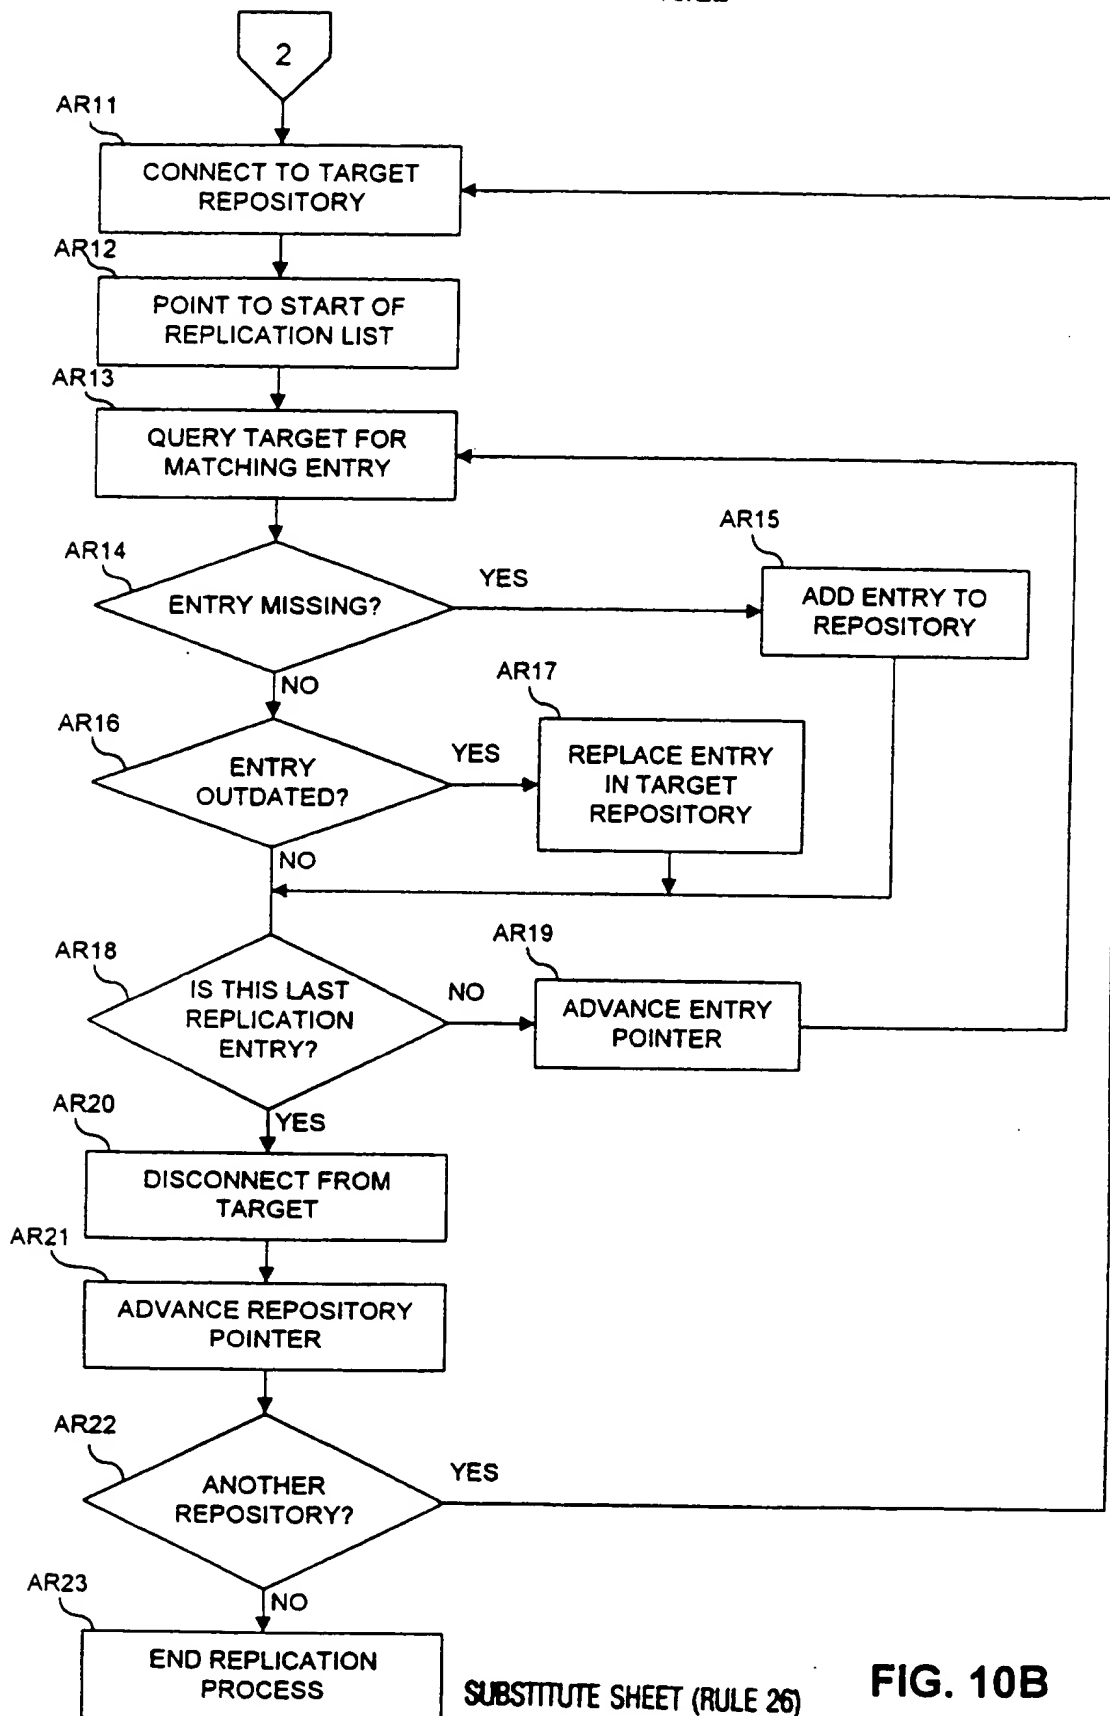 2
AR11
CONNECT TO TARGET
REPOSITORY
AR12
POINT TO START OF
REPLICATION LIST
AR13
QUERY TARGET FOR
MATCHING ENTRY
AR14
ENTRY MISSING?
YES
AR15
ADD ENTRY TO
REPOSITORY
NO
AR16
ENTRY
OUTDATED?
YES
AR17
REPLACE ENTRY
IN TARGET
REPOSITORY
NO
AR18
IS THIS LAST
REPLICATION
ENTRY?
NO
AR19
ADVANCE ENTRY
POINTER
YES
AR20
DISCONNECT FROM
TARGET
AR21
ADVANCE REPOSITORY
POINTER
AR22
ANOTHER
REPOSITORY?
YES
NO
AR23
END REPLICATION
PROCESS
SUBSTITUTE SHEET (RULE 26)
FIG. 10B